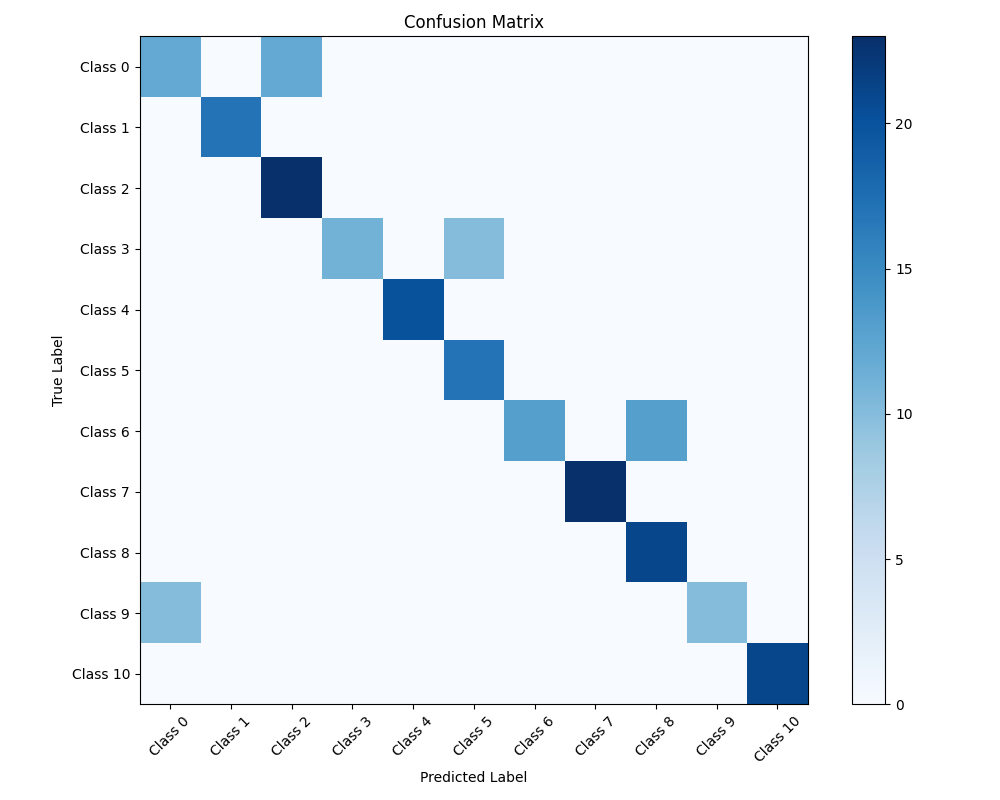 Confusion Matrix
True Label
Class 0
Class 1
Class 2
Class 3
Class 4
Class 5
Class 6
Class 7
Class 8
Class 9
Class 10
Class 0
Class 1
Class 2
Class 3
Class 4
Class 5
Class 6
Class 7
Class 8
Class 9
Class 10
Predicted Label
20
15
10
5
0